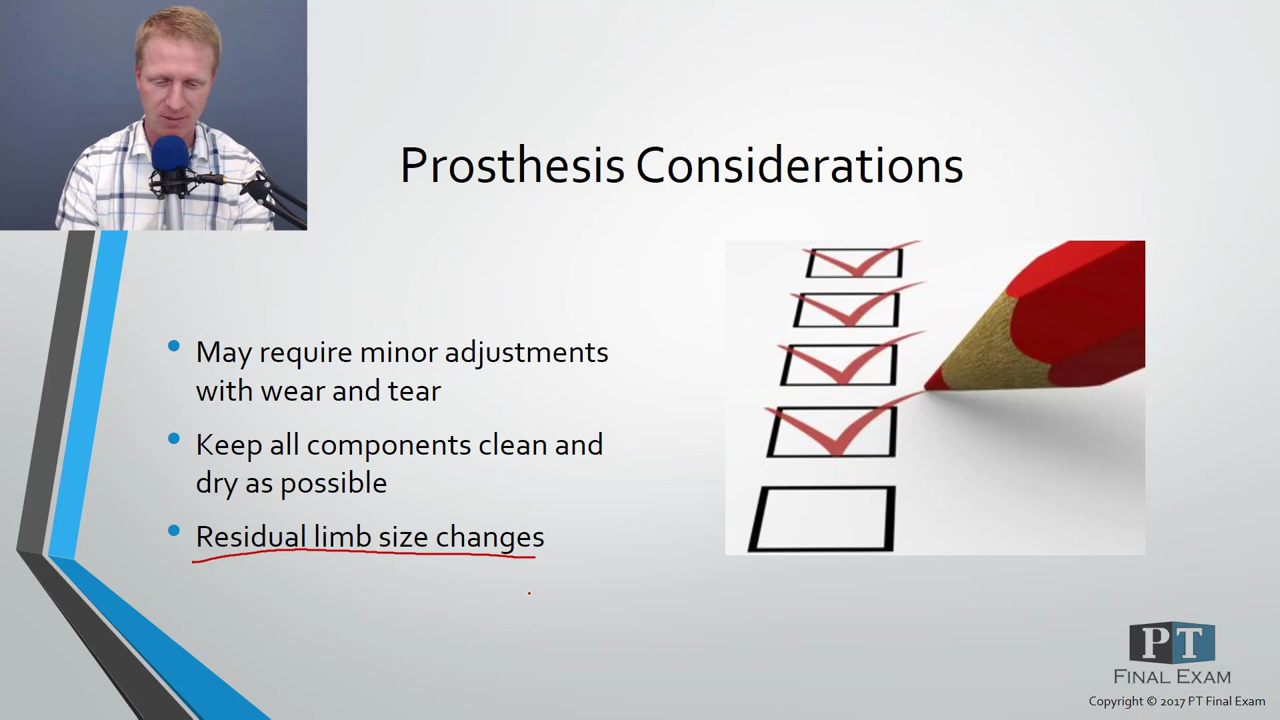 Prosthesis Considerations
May require minor adjustments
with wear and tear
Keep all components clean and
dry as possible
Residual limb size changes
PT
FINAL EXAM
Copyright © 2017 PT Final Exam